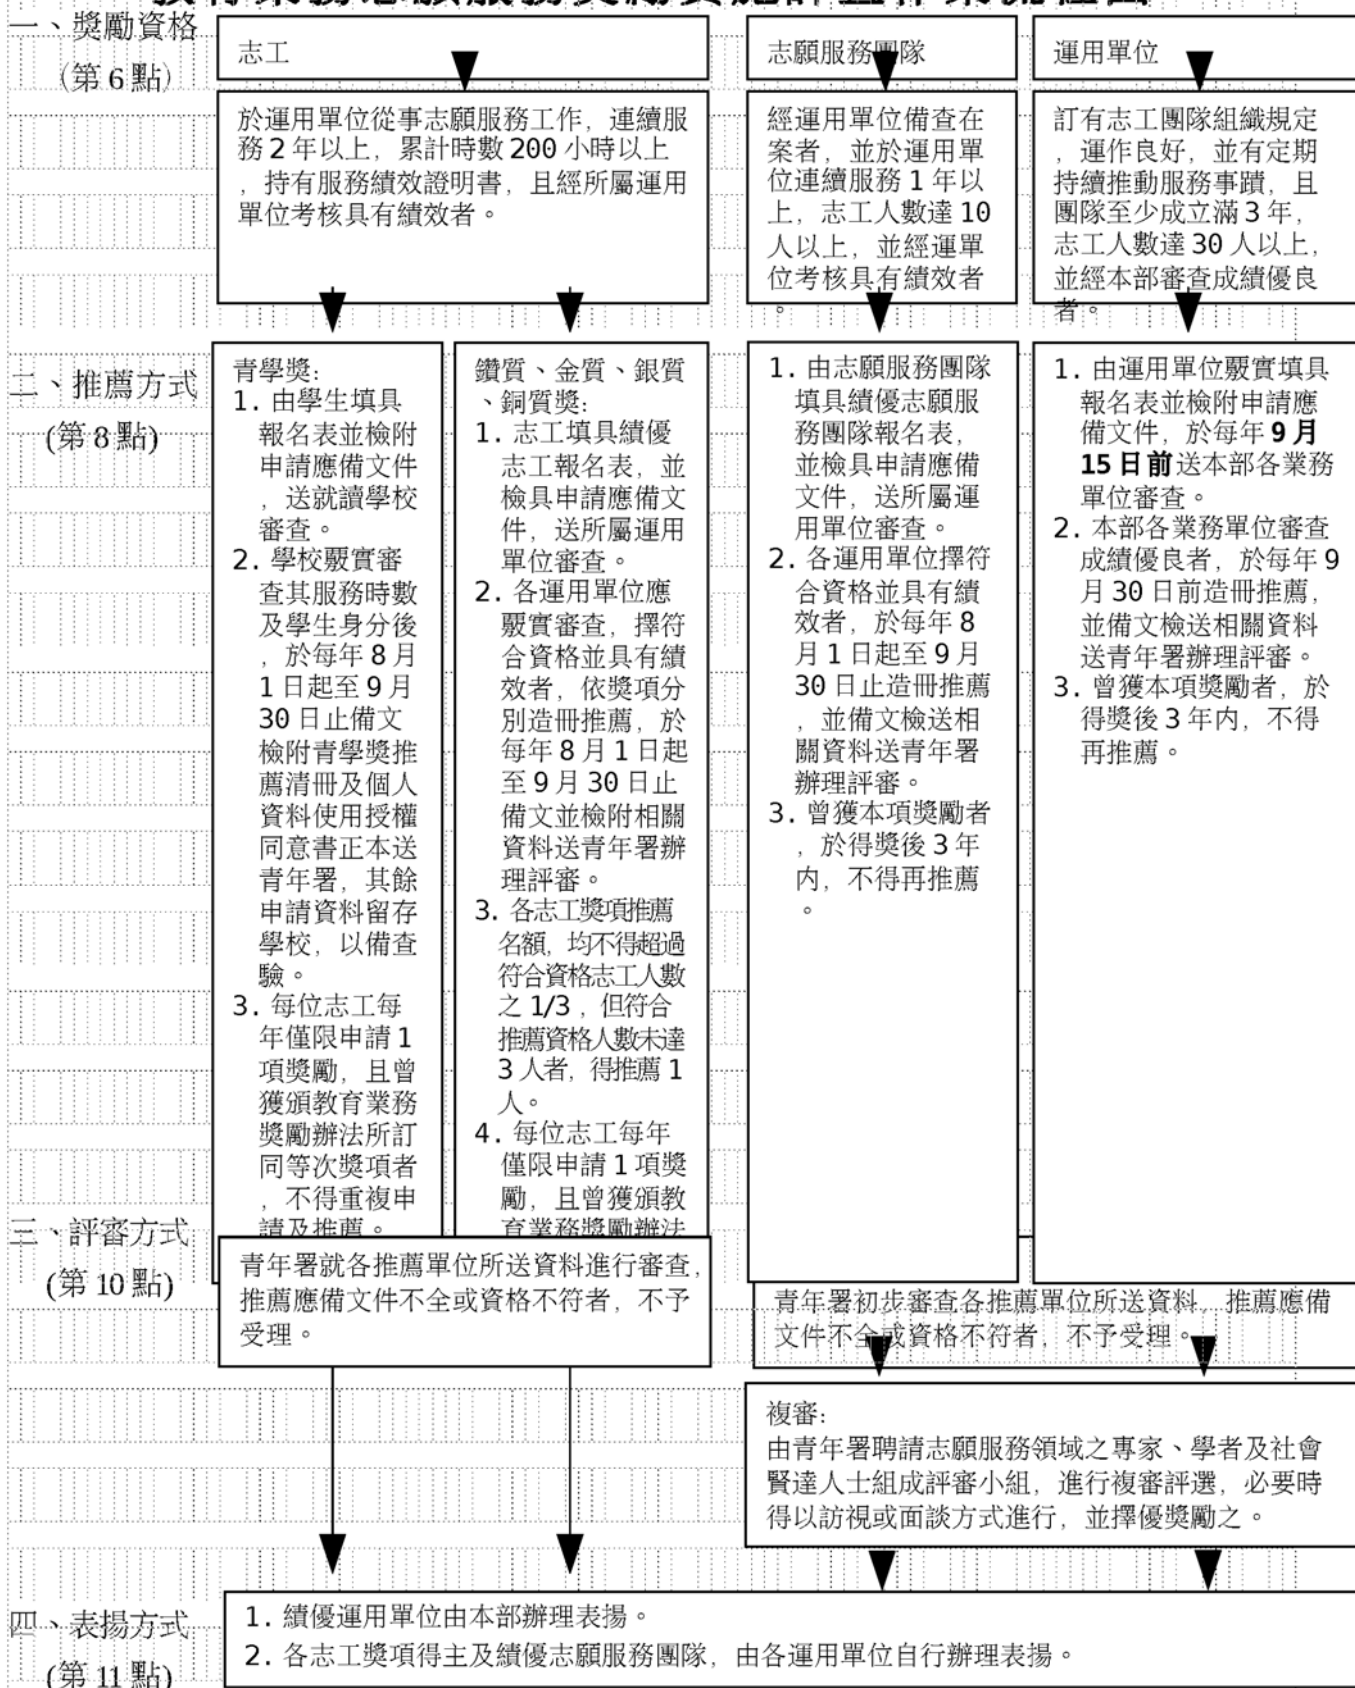 一、獎勵資格
(第 6 點)
志工
志願服務團隊
運用單位
於運用單位從事志願服務工作，連續服
務 2 年以上，累計時數 200 小時以上
，持有服務績效證明書，且經所屬運用
單位考核具有績效者。
經運用單位備查在
案者，並於運用單
位連續服務 1 年以
上，志工人數達 10
人以上，並經運單
位考核具有績效者
。
訂有志工團隊組織規定
，運作良好，並有定期
持續推動服務事蹟，且
團隊至少成立滿 3 年，
志工人數達 30 人以上，
並經本部審查成績優良
者。
二、推薦方式
(第 8 點)
青學獎:
1. 由學生填具
報名表並檢附
申請應備文件
，送就讀學校
審查。
2. 學校覈實審
查其服務時數
及學生身分後
，於每年 8 月
1 日起至 9 月
30 日止備文
檢附青學獎推
薦清冊及個人
資料使用授權
同意書正本送
青年署，其餘
申請資料留存
學校，以備查
驗。
3. 每位志工每
年僅限申請 1
項獎勵，且曾
獲頒教育業務
獎勵辦法所訂
同等次獎項者
，不得重複申
請及推薦。
鑽質、金質、銀質
、銅質獎:
1. 志工填具績優
志工報名表，並
檢具申請應備文
件，送所屬運用
單位審查。
2. 各運用單位應
覈實審查，擇符
合資格並具有績
效者，依獎項分
別造冊推薦，於
每年 8 月 1 日起
至 9 月 30 日止
備文並檢附相關
資料送青年署辦
理評審。
3. 各志工獎項推薦
名額，均不得超過
符合資格志工人數
之 1/3，但符合
推薦資格人數未達
3 人者，得推薦 1
人。
4. 每位志工每年
僅限申請 1 項獎
勵，且曾獲頒教
育業務獎勵辦法
1. 由志願服務團隊
填具績優志願服
務團隊報名表，
並檢具申請應備
文件，送所屬運
用單位審查。
2. 各運用單位擇符
合資格並具有績
效者，於每年 8
月 1 日起至 9 月
30 日止造冊推薦
，並備文檢送相
關資料送青年署
辦理評審。
3. 曾獲本項獎勵者
，於得獎後 3 年
內，不得再推薦
。
1. 由運用單位覈實填具
報名表並檢附申請應
備文件，於每年 9 月
15 日前送本部各業務
單位審查。
2. 本部各業務單位審查
成績優良者，於每年 9
月 30 日前造冊推薦，
並備文檢送相關資料
送青年署辦理評審。
3. 曾獲本項獎勵者，於
得獎後 3 年內，不得
再推薦。
三、評審方式
(第 10 點)
青年署就各推薦單位所送資料進行審查，
推薦應備文件不全或資格不符者，不予
受理。
青年署初步審查各推薦單位所送資料，推薦應備
文件不全或資格不符者，不予受理。
複審:
由青年署聘請志願服務領域之專家、學者及社會
賢達人士組成評審小組，進行複審評選，必要時
得以訪視或面談方式進行，並擇優獎勵之。
四、表揚方式
(第 11 點)
1. 績優運用單位由本部辦理表揚。
2. 各志工獎項得主及績優志願服務團隊，由各運用單位自行辦理表揚。